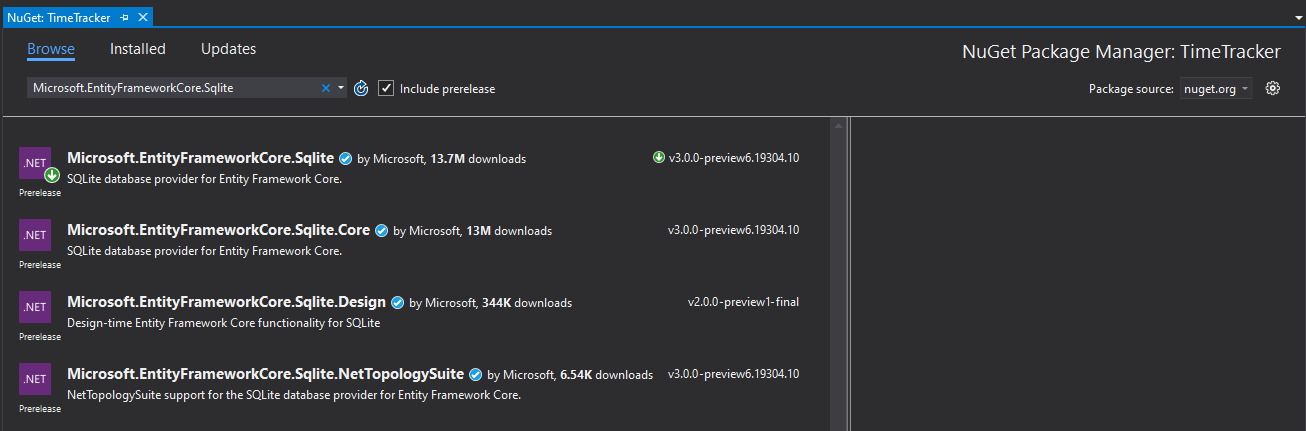 NuGet: TimeTracker
Browse Installed Updates NuGet Package Manager: TimeTracker
Microsoft.EntityFrameworkCore.Sqlite Include prerelease Package source: nuget.org
.NET Microsoft.EntityFrameworkCore.Sqlite by Microsoft, 13.7M downloads v3.0.0-preview6.19304.10
SQLite database provider for Entity Framework Core.
Prerelease
.NET Microsoft.EntityFrameworkCore.Sqlite.Core by Microsoft, 13M downloads v3.0.0-preview6.19304.10
SQLite database provider for Entity Framework Core.
Prerelease
.NET Microsoft.EntityFrameworkCore.Sqlite.Design by Microsoft, 344K downloads v2.0.0-preview1-final
Design-time Entity Framework Core functionality for SQLite
Prerelease
.NET Microsoft.EntityFrameworkCore.Sqlite.NetTopologySuite by Microsoft, 6.54K downloads v3.0.0-preview6.19304.10
NetTopologySuite support for the SQLite database provider for Entity Framework Core.
Prerelease